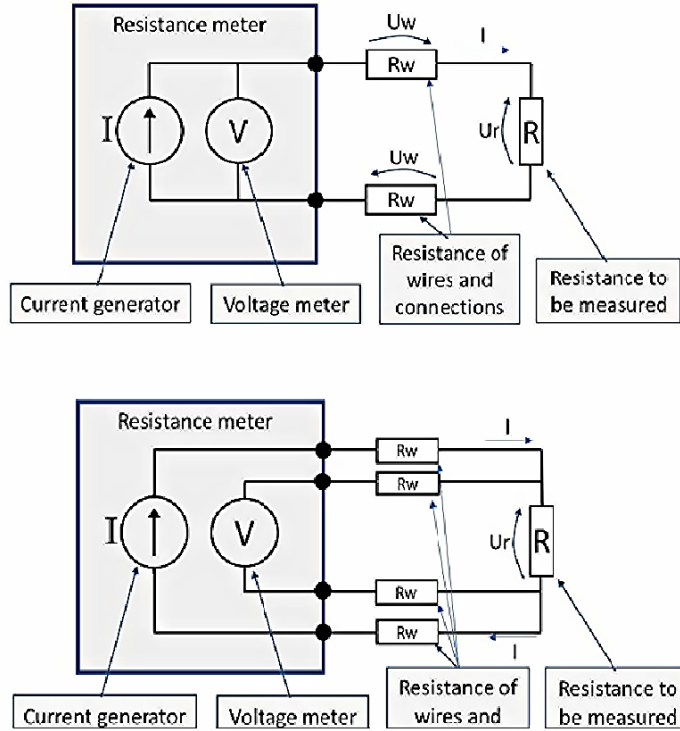 Resistance meter
Uw
I
Rw
I
V
Ur
R
Uw
Rw
Current generator
Voltage meter
Resistance of
wires and
connections
Resistance to
be measured
Resistance meter
I
Rw
Rw
I
V
Ur
R
Rw
Rw
I
Current generator
Voltage meter
Resistance of
wires and
Resistance to
be measured